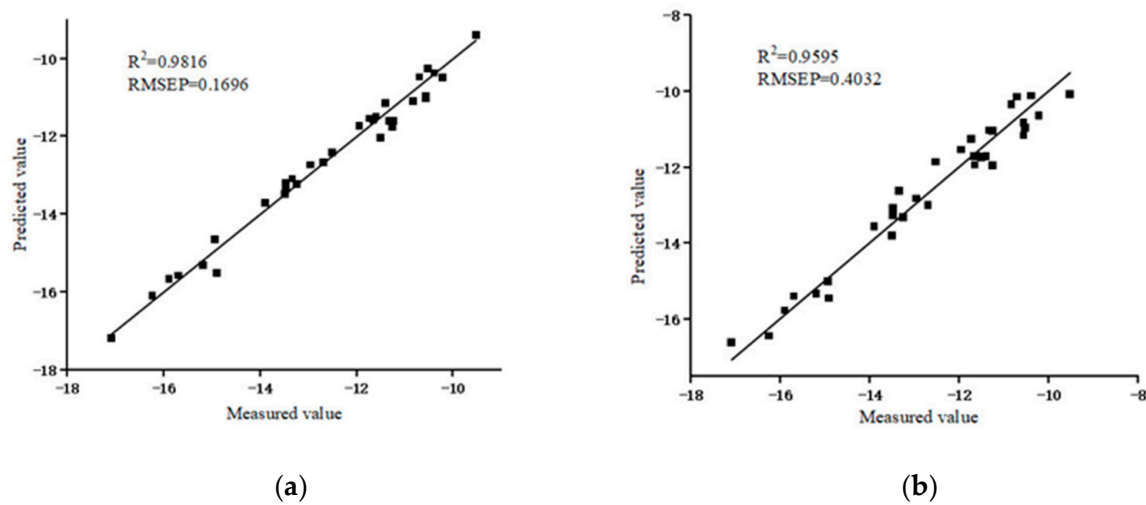 R²=0.9816
RMSEP=0.1696
Predicted value
−10
−12
−14
−16
−18
−18
−16
−14
−12
−10
Measured value
(a)
R²=0.9595
RMSEP=0.4032
Predicted value
−8
−10
−12
−14
−16
−18
−16
−14
−12
−10
−8
Measured value
(b)